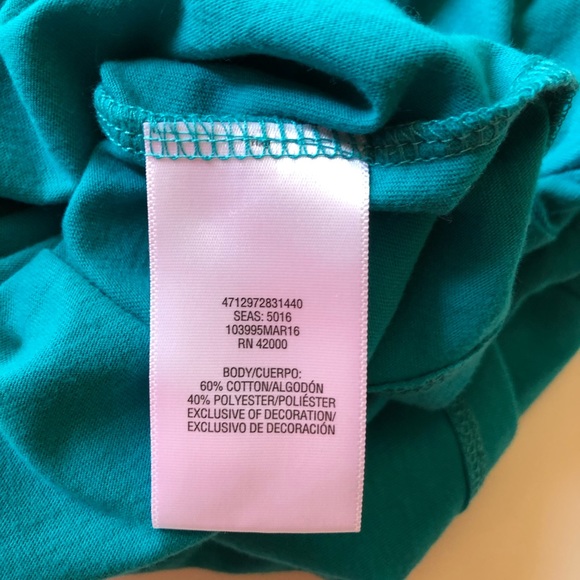 4712972831440
SEAS: 5016
103995MAR16
RN 42000
BODY/CUERPO:
60% COTTON/ALGODÓN
40% POLYESTER/POLIÉSTER
EXCLUSIVE OF DECORATION/
EXCLUSIVO DE DECORACIÓN